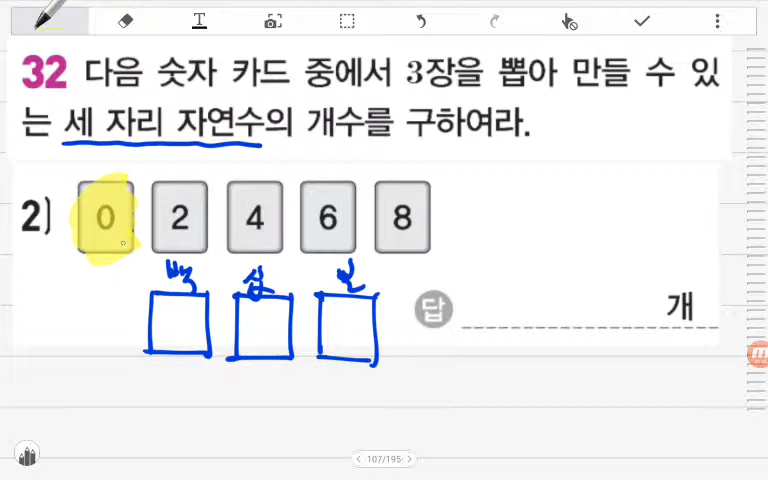 T
32 다음 숫자 카드 중에서 3장을 뽑아 만들 수 있
는 세 자리 자연수의 개수를 구하여라.
2) 0 2 4 6 8
백 십 일
답 개
107/195